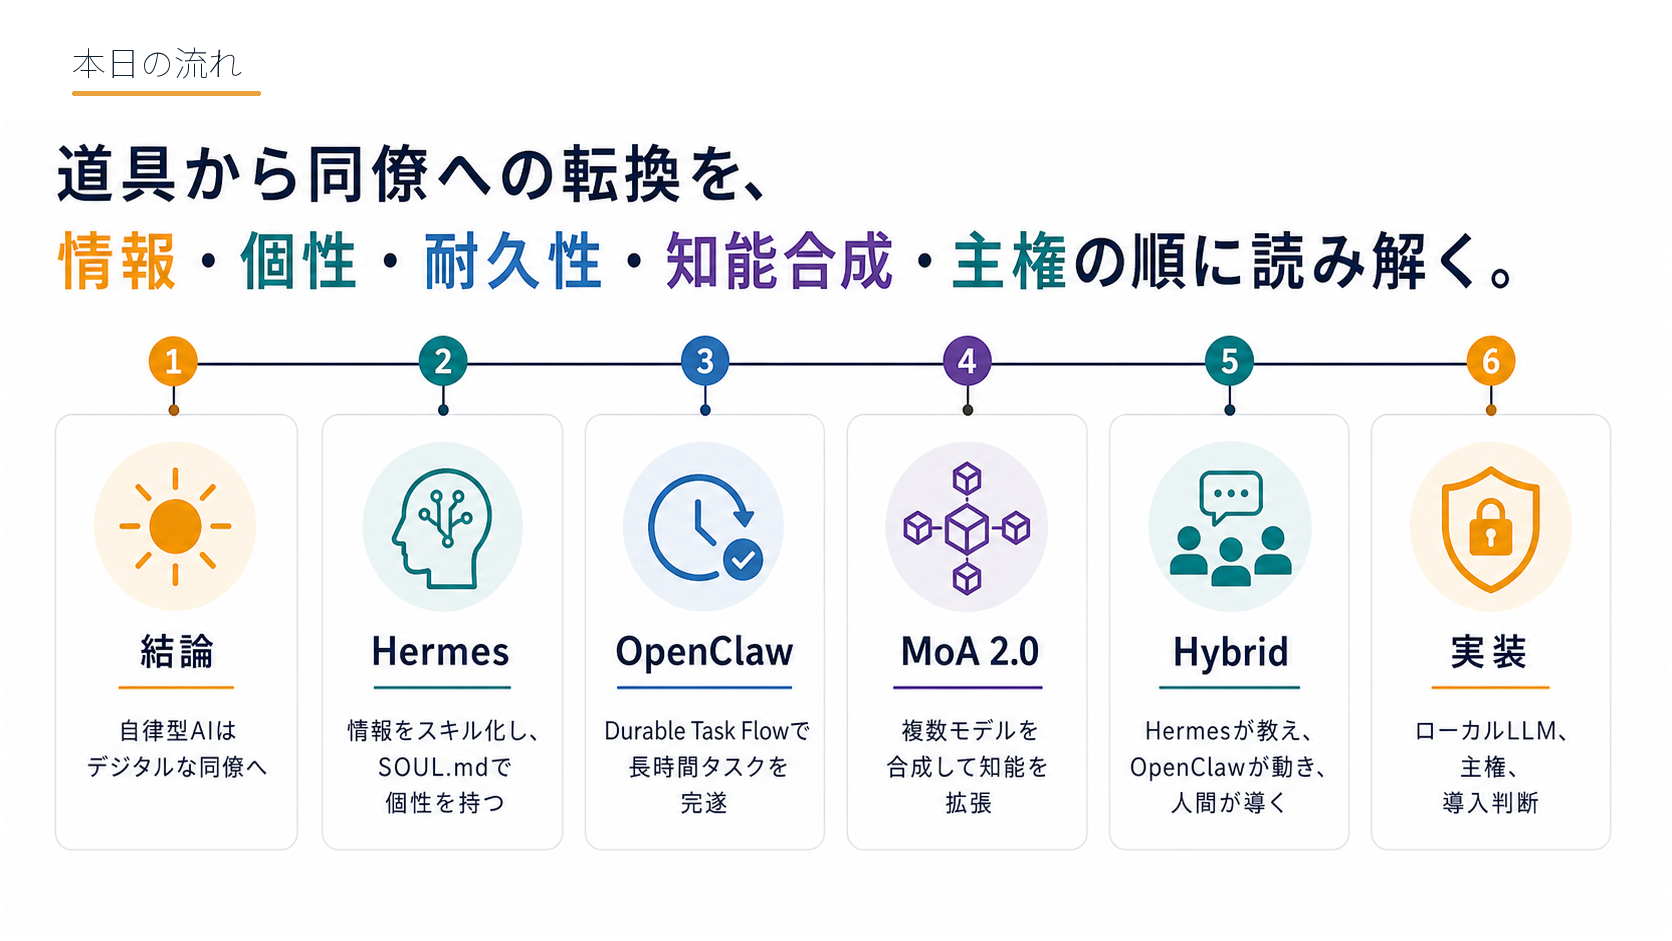 本日の流れ
道具から同僚への転換を、
情報・個性・耐久性・知能合成・主権の順に読み解く。
1
2
3
4
5
6
結論
自律型AIは
デジタルな同僚へ
Hermes
情報をスキル化し、
SOUL.mdで
個性を持つ
OpenClaw
Durable Task Flowで
長時間タスクを
完遂
MoA 2.0
複数モデルを
合成して知能を
拡張
Hybrid
Hermesが教え、
OpenClawが動き、
人間が導く
実装
ローカルLLM、
主権、
導入判断